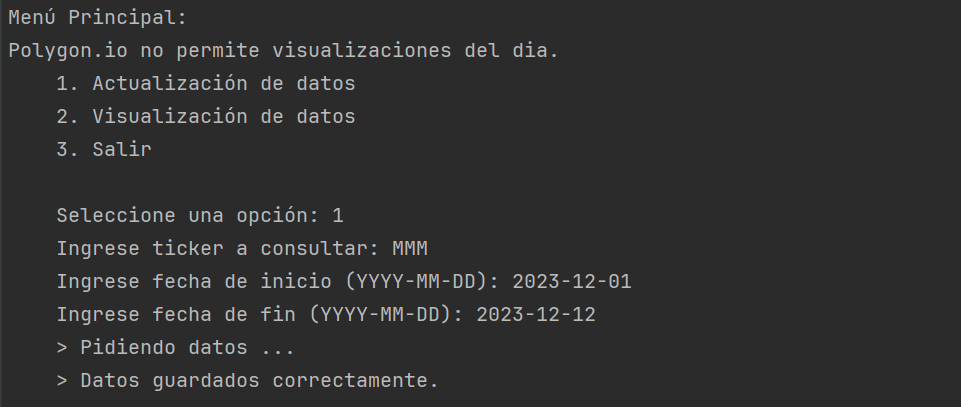 Menú Principal:
Polygon.io no permite visualizaciones del dia.
1. Actualización de datos
2. Visualización de datos
3. Salir
Seleccione una opción: 1
Ingrese ticker a consultar: MMM
Ingrese fecha de inicio (YYYY-MM-DD): 2023-12-01
Ingrese fecha de fin (YYYY-MM-DD): 2023-12-12
> Pidiendo datos ...
> Datos guardados correctamente.